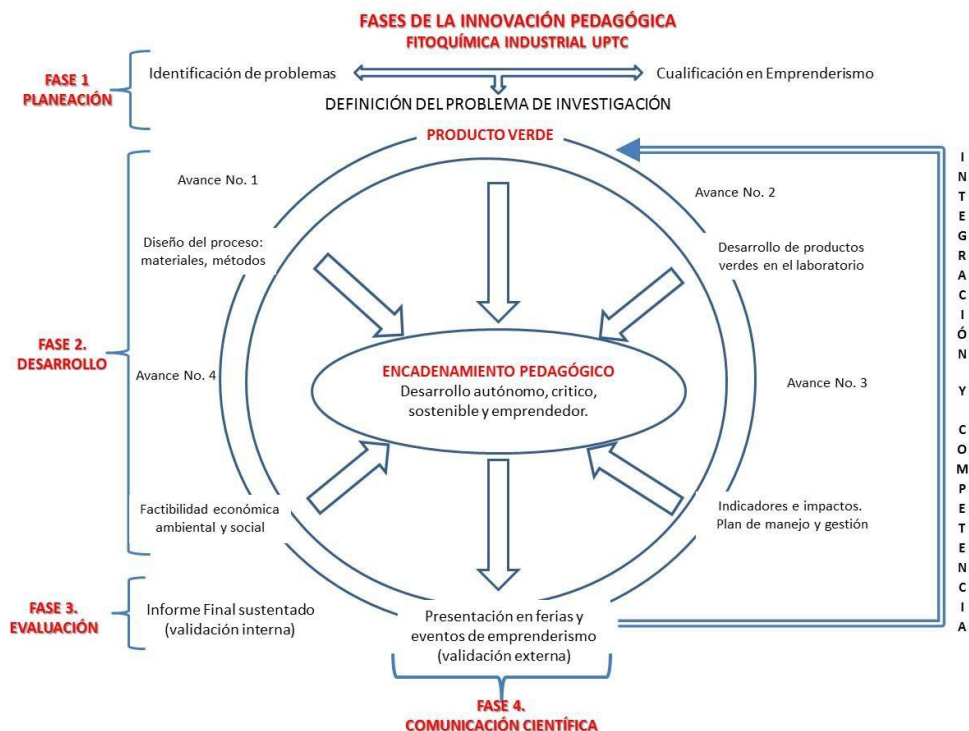 FASES DE LA INNOVACIÓN PEDAGÓGICA
FITOQUÍMICA INDUSTRIAL UPTC
FASE 1
PLANEACIÓN
Identificación de problemas
Cualificación en Emprenderismo
DEFINICIÓN DEL PROBLEMA DE INVESTIGACIÓN
PRODUCTO VERDE
FASE 2.
DESARROLLO
Avance No. 1
Diseño del proceso:
materiales, métodos
Avance No. 2
Desarrollo de productos
verdes en el laboratorio
ENCADENAMIENTO PEDAGÓGICO
Desarrollo autónomo, critico,
sostenible y emprendedor.
Avance No. 4
Factibilidad económica
ambiental y social
Avance No. 3
Indicadores e impactos.
Plan de manejo y gestión
FASE 3.
EVALUACIÓN
Informe Final sustentado
(validación interna)
Presentación en ferias y
eventos de emprenderismo
(validación externa)
FASE 4.
COMUNICACIÓN CIENTÍFICA
INTEGRACIÓN Y COMPETENCIA